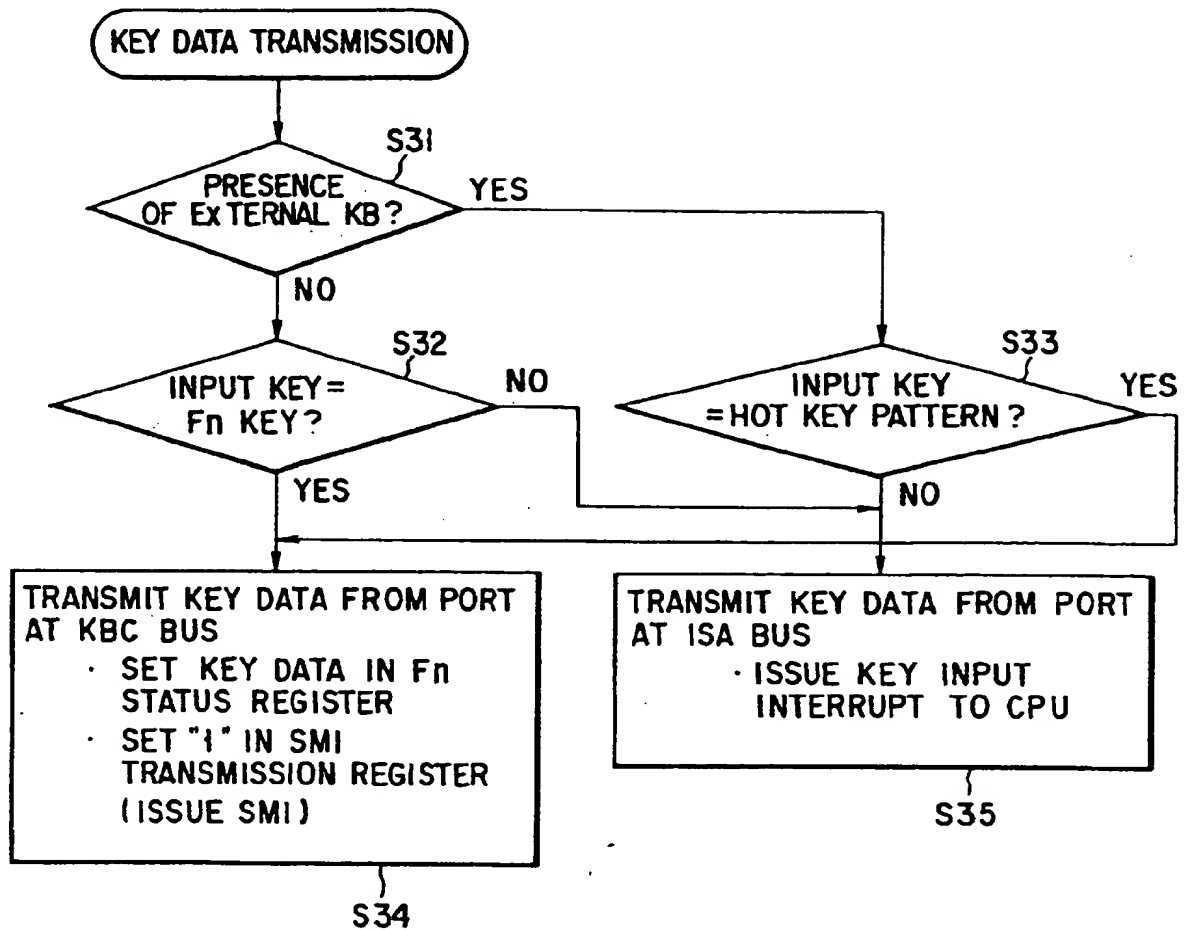 KEY DATA TRANSMISSION
S31
PRESENCE
OF ExTERNAL KB?
YES
NO
S32
INPUT KEY=
Fn KEY?
NO
YES
S33
INPUT KEY
=HOT KEY PATTERN?
YES
NO
TRANSMIT KEY DATA FROM PORT
AT KBC BUS
· SET KEY DATA IN Fn
STATUS REGISTER
· SET "1" IN SMI
TRANSMISSION REGISTER
(ISSUE SMI)
S34
TRANSMIT KEY DATA FROM PORT
AT ISA BUS
· ISSUE KEY INPUT
INTERRUPT TO CPU
S35